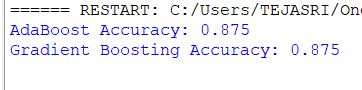 ====== RESTART: C:/Users/TEJASRI/One
AdaBoost Accuracy: 0.875
Gradient Boosting Accuracy: 0.875